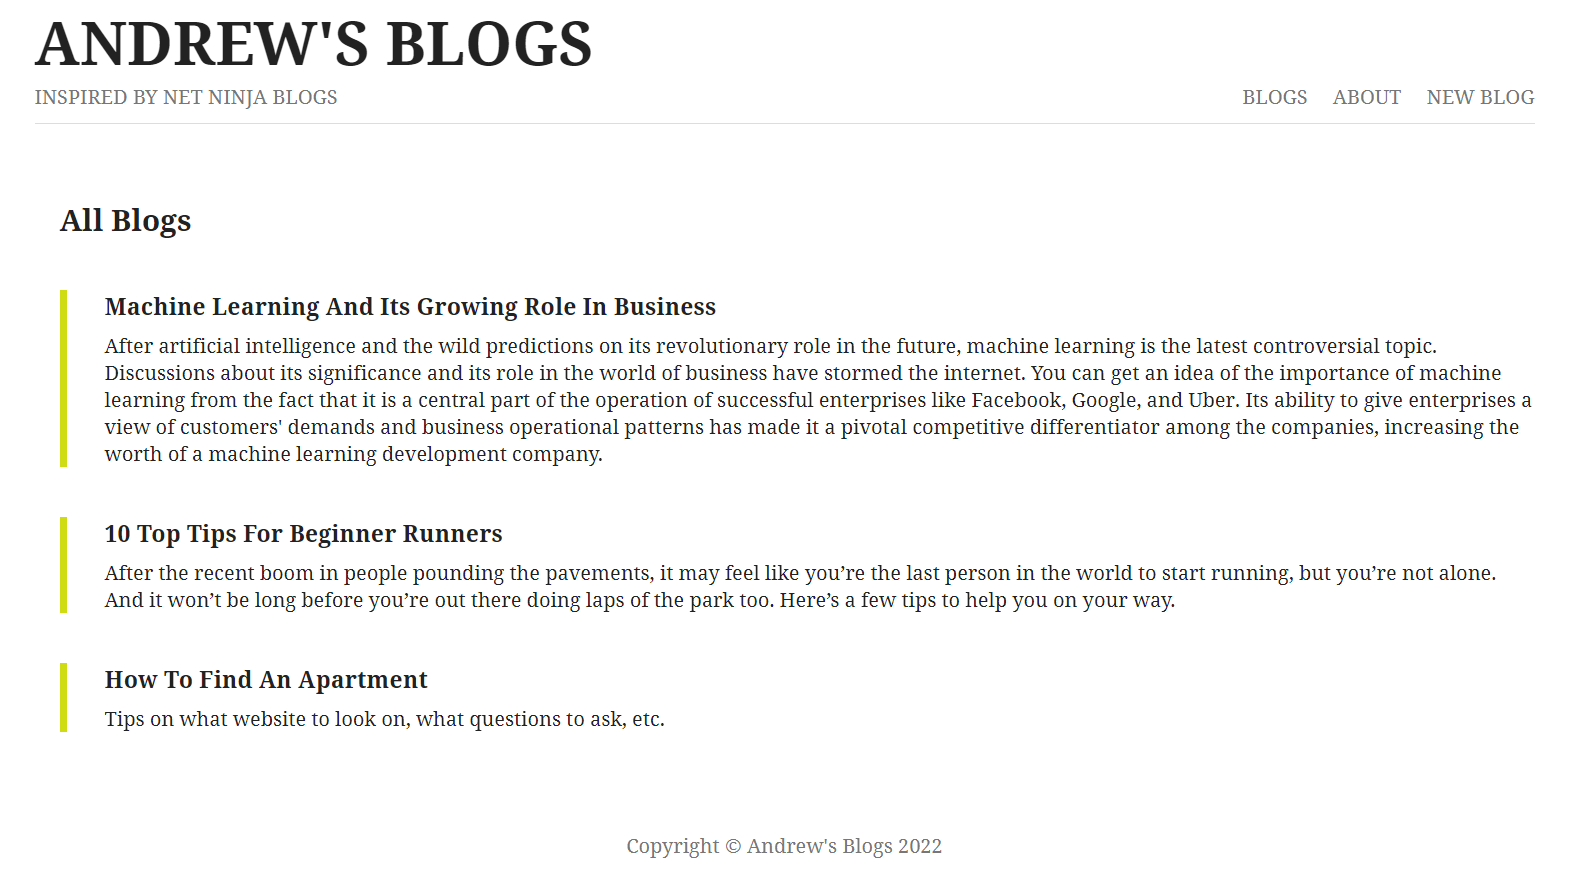 ANDREW'S BLOGS
INSPIRED BY NET NINJA BLOGS
BLOGS ABOUT NEW BLOG
All Blogs
Machine Learning And Its Growing Role In Business
After artificial intelligence and the wild predictions on its revolutionary role in the future, machine learning is the latest controversial topic.
Discussions about its significance and its role in the world of business have stormed the internet. You can get an idea of the importance of machine
learning from the fact that it is a central part of the operation of successful enterprises like Facebook, Google, and Uber. Its ability to give enterprises a
view of customers' demands and business operational patterns has made it a pivotal competitive differentiator among the companies, increasing the
worth of a machine learning development company.
10 Top Tips For Beginner Runners
After the recent boom in people pounding the pavements, it may feel like you’re the last person in the world to start running, but you’re not alone.
And it won’t be long before you’re out there doing laps of the park too. Here’s a few tips to help you on your way.
How To Find An Apartment
Tips on what website to look on, what questions to ask, etc.
Copyright © Andrew's Blogs 2022